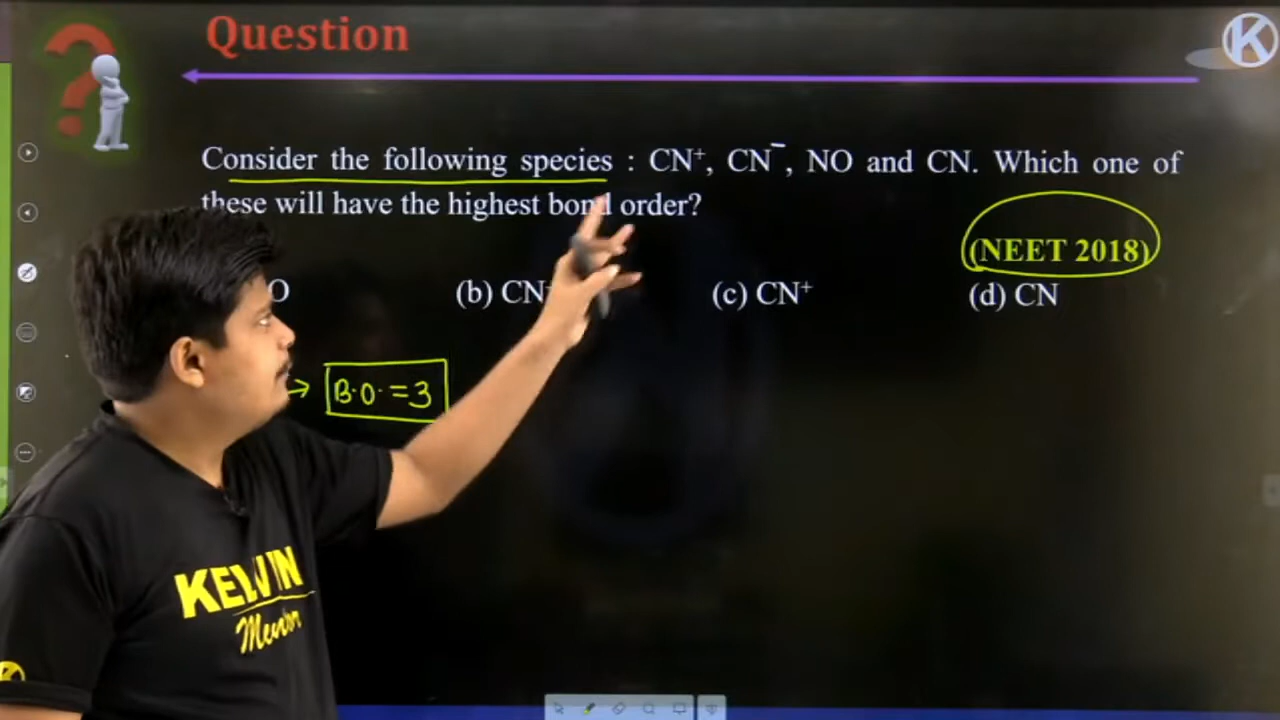 Question
K
Consider the following species : CN⁺, CN⁻, NO and CN. Which one of
these will have the highest bond order?
(NEET 2018)
O (b) CN (c) CN⁺ (d) CN
→ B.O. = 3
KELVIN
Mentor